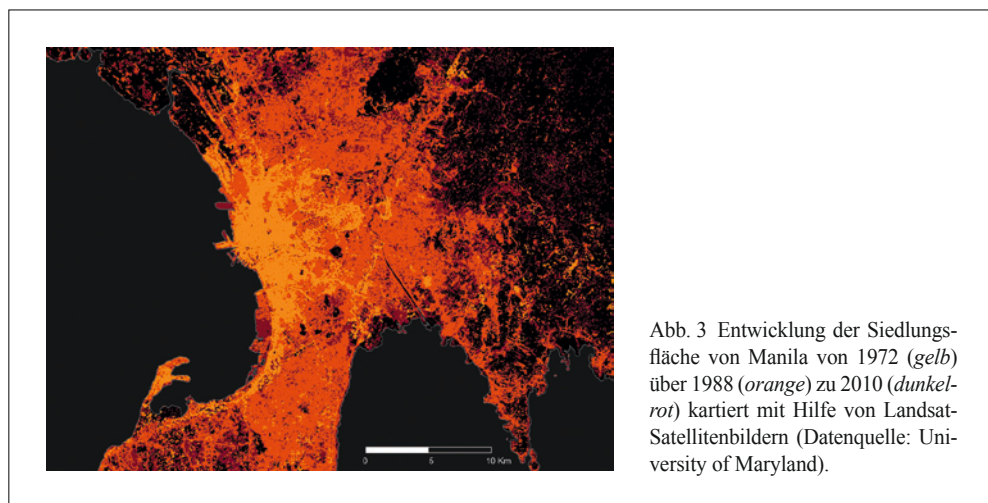 0 5 10 Km
Abb. 3 Entwicklung der Siedlungs-
fläche von Manila von 1972 (gelb)
über 1988 (orange) zu 2010 (dunkel-
rot) kartiert mit Hilfe von Landsat-
Satellitenbildern (Datenquelle: Uni-
versity of Maryland).